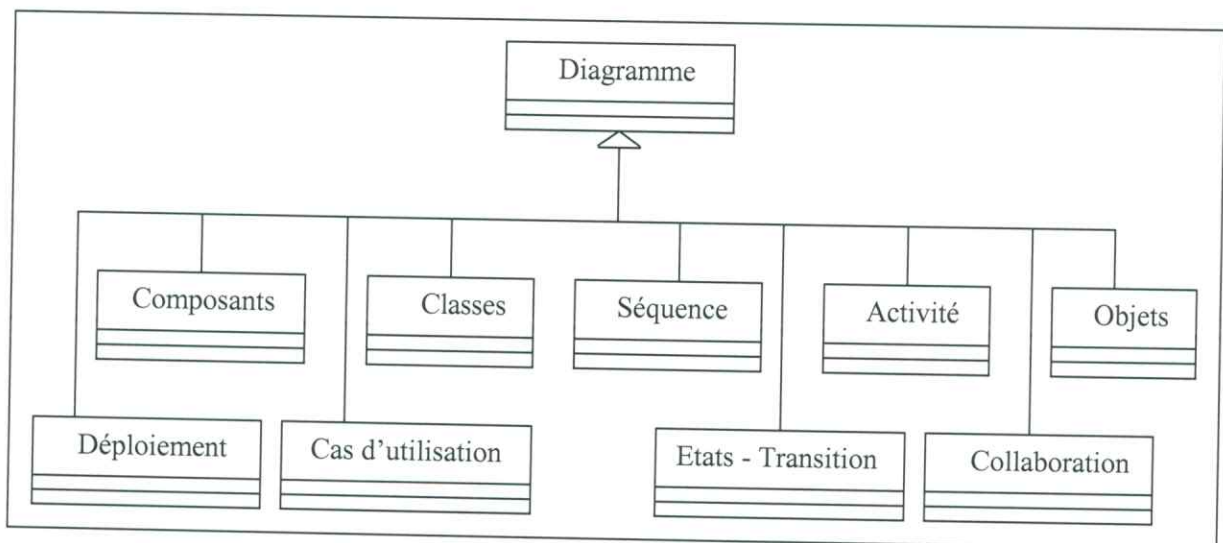 Diagramme
Composants
Classes
Séquence
Activité
Objets
Déploiement
Cas d’utilisation
Etats - Transition
Collaboration